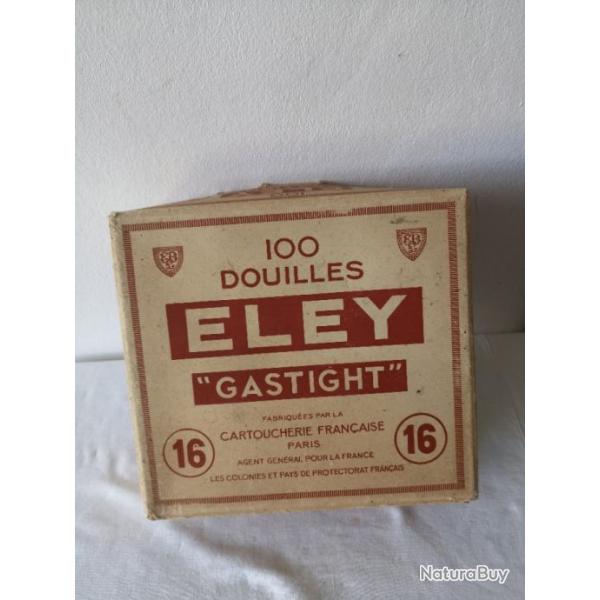 100
DOUILLES
ELEY
"GASTIGHT"
FABRIQUÉES PAR LA
CARTOUCHERIE FRANÇAISE
PARIS
16
16
AGENT GÉNÉRAL POUR LA FRANCE
LES COLONIES ET PAYS DE PROTECTORAT FRANÇAIS
NaturaBuy